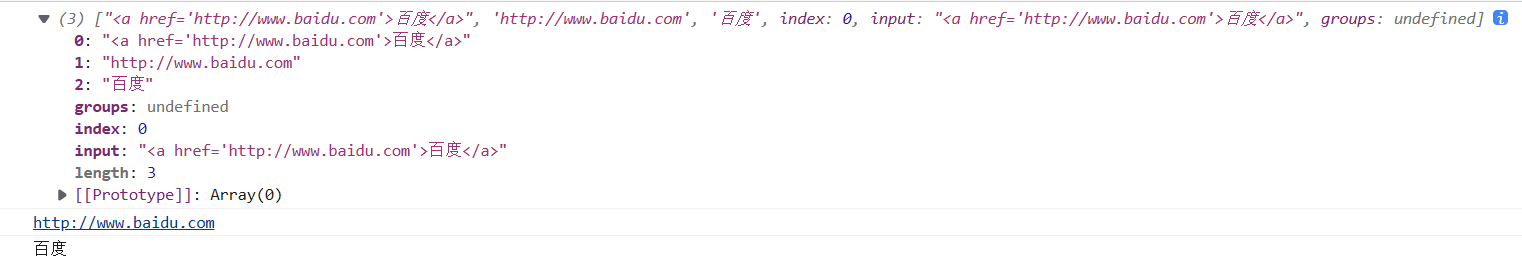 (3) ["<a href='http://www.baidu.com'>百度</a>", 'http://www.baidu.com', '百度', index: 0, input: "<a href='http://www.baidu.com'>百度</a>", groups: undefined] i
0: "<a href='http://www.baidu.com'>百度</a>"
1: "http://www.baidu.com"
2: "百度"
groups: undefined
index: 0
input: "<a href='http://www.baidu.com'>百度</a>"
length: 3
[[Prototype]]: Array(0)
http://www.baidu.com
百度